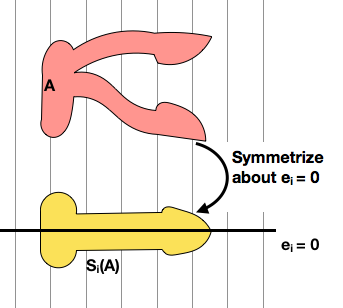 A
Symmetrize
about eᵢ = 0
eᵢ = 0
Sᵢ(A)